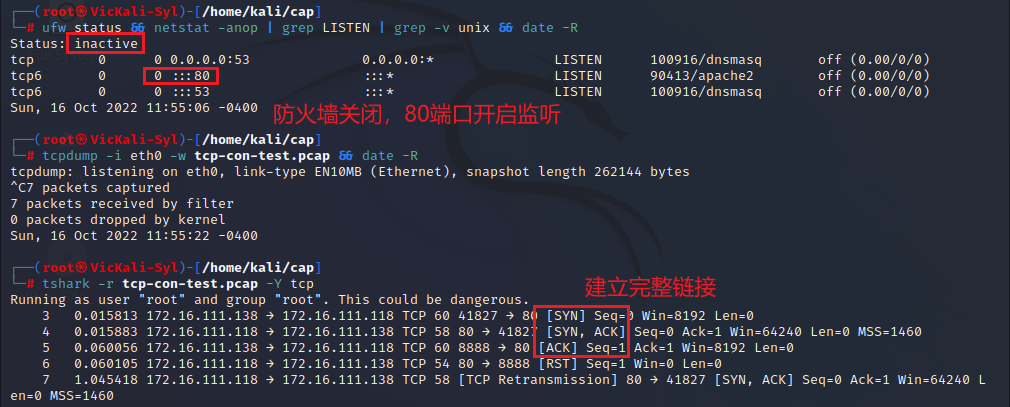 ┌──(root㉿VicKali-Syl)-[/home/kali/cap]
└─# ufw status && netstat -anop | grep LISTEN | grep -v unix && date -R
Status: inactive
tcp 0 0 0.0.0.0:53 0.0.0.0:* LISTEN 100916/dnsmasq off (0.00/0/0)
tcp6 0 0 :::80 :::* LISTEN 90413/apache2 off (0.00/0/0)
tcp6 0 0 :::53 :::* LISTEN 100916/dnsmasq off (0.00/0/0)
Sun, 16 Oct 2022 11:55:06 -0400
防火墙关闭，80端口开启监听
┌──(root㉿VicKali-Syl)-[/home/kali/cap]
└─# tcpdump -i eth0 -w tcp-con-test.pcap && date -R
tcpdump: listening on eth0, link-type EN10MB (Ethernet), snapshot length 262144 bytes
^C7 packets captured
7 packets received by filter
0 packets dropped by kernel
Sun, 16 Oct 2022 11:55:22 -0400
┌──(root㉿VicKali-Syl)-[/home/kali/cap]
└─# tshark -r tcp-con-test.pcap -Y tcp
建立完整链接
Running as user "root" and group "root". This could be dangerous.
3 0.015813 172.16.111.138 → 172.16.111.118 TCP 60 41827 → 80 [SYN] Seq=0 Win=8192 Len=0
4 0.015883 172.16.111.118 → 172.16.111.138 TCP 58 80 → 41827 [SYN, ACK] Seq=0 Ack=1 Win=64240 Len=0 MSS=1460
5 0.060056 172.16.111.138 → 172.16.111.118 TCP 60 8888 → 80 [ACK] Seq=1 Ack=1 Win=8192 Len=0
6 0.060105 172.16.111.118 → 172.16.111.138 TCP 54 80 → 8888 [RST] Seq=1 Win=0 Len=0
7 1.045418 172.16.111.118 → 172.16.111.138 TCP 58 [TCP Retransmission] 80 → 41827 [SYN, ACK] Seq=0 Ack=1 Win=64240 L
en=0 MSS=1460